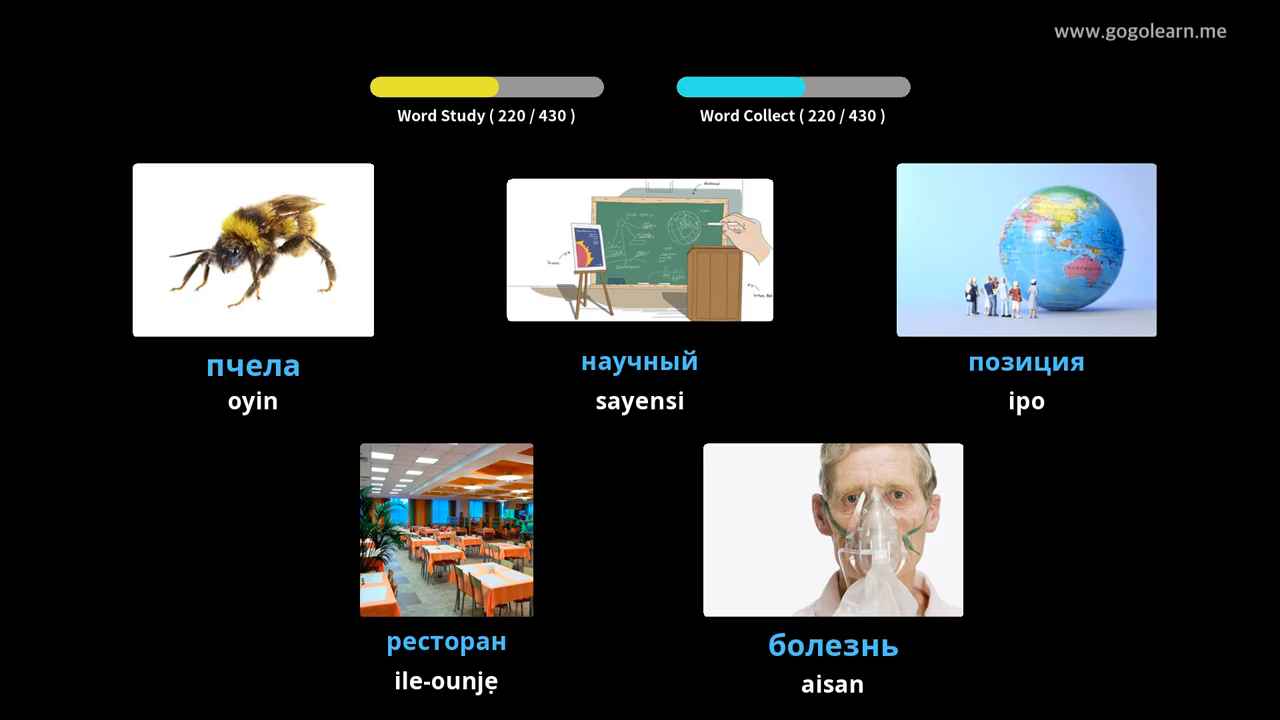 www.gogolearn.me
Word Study ( 220 / 430 )
Word Collect ( 220 / 430 )
пчела
oyin
научный
sayensi
позиция
ipo
ресторан
ile-ounjẹ
болезнь
aisan